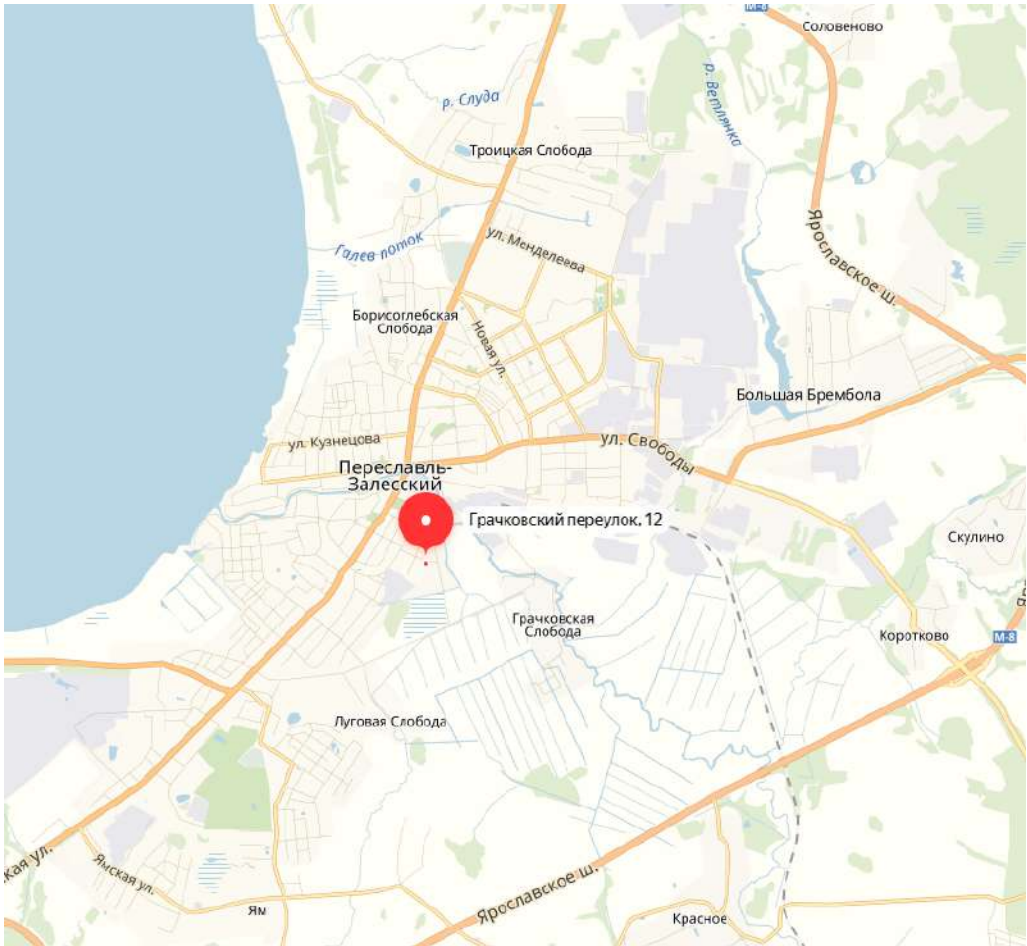 М-8
Соловеново
р. Слуда
р. Ветлянка
Троицкая Слобода
Галев поток
ул. Менделеева
Ярославское ш.
Борисоглебская
Слобода
Новая ул.
Большая Брембола
ул. Кузнецова
ул. Свободы
Переславль-
Залесский
Грачковский переулок, 12
Скулино
Грачковская
Слобода
Коротково
М-8
Луговая Слобода
Ямская ул.
кая ул.
Ярославское ш.
Ям
Красное